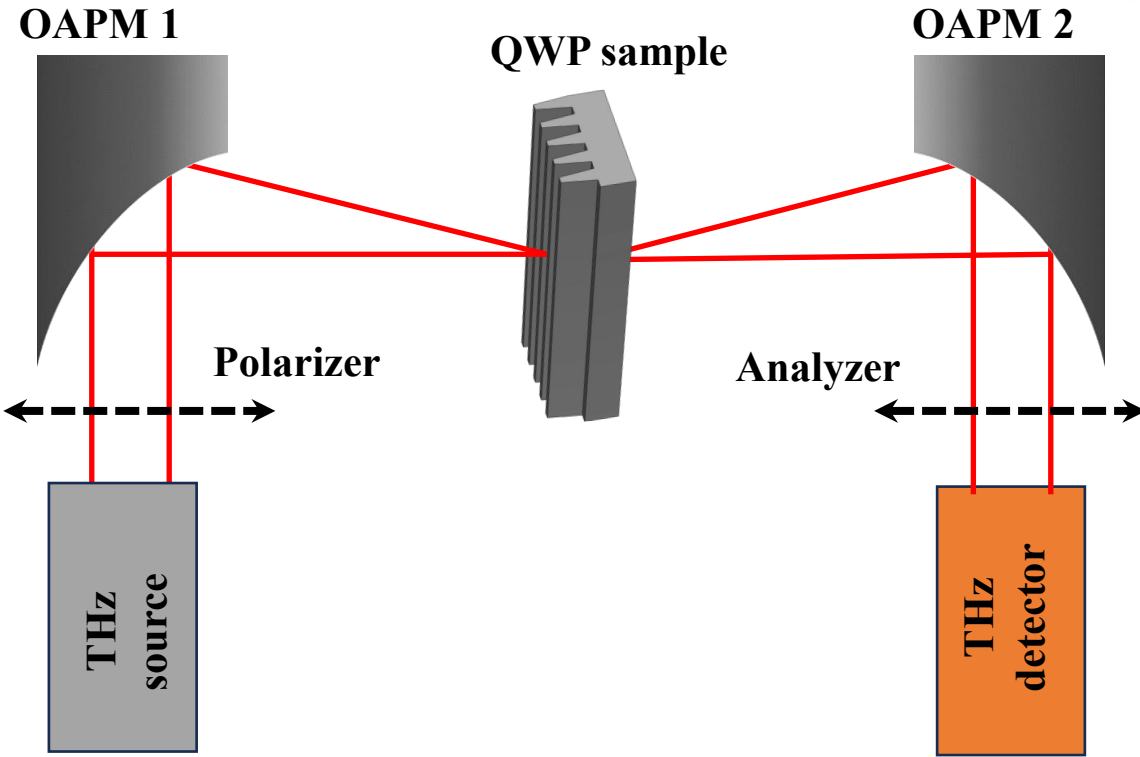 OAPM 1
OAPM 2
QWP sample
Polarizer
Analyzer
THz
source
THz
detector